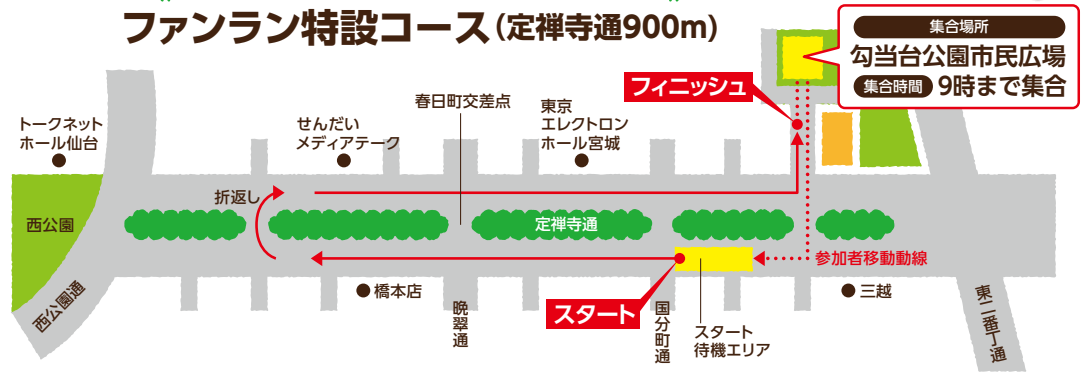 ファンラン特設コース(定禅寺通900m)
集合場所
勾当台公園市民広場
集合時間 9時まで集合
フィニッシュ
春日町交差点
東京
エレクトロン
ホール宮城
せんだい
メディアテーク
トークネット
ホール仙台
折返し
西公園
定禅寺通
参加者移動動線
橋本店
三越
スタート
スタート
待機エリア
西公園通
晩翠通
国分町通
東二番丁通